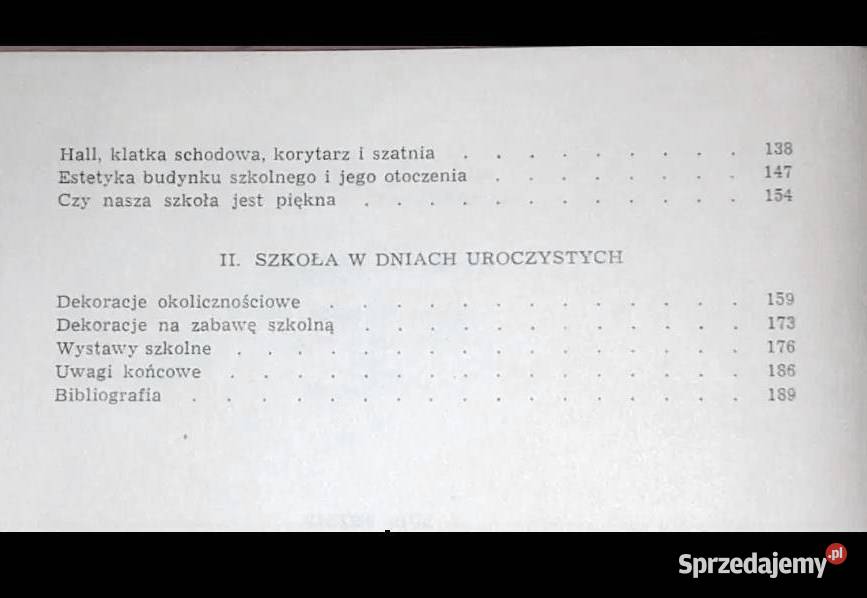 Hall, klatka schodowa, korytarz i szatnia . . . . . . . . 138
Estetyka budynku szkolnego i jego otoczenia . . . . . . . 147
Czy nasza szkoła jest piękna . . . . . . . . . . . 154
II. SZKOŁA W DNIACH UROCZYSTYCH
Dekoracje okolicznościowe . . . . . . . . . . . . 159
Dekoracje na zabawę szkolną . . . . . . . . . . . 173
Wystawy szkolne . . . . . . . . . . . . . . 176
Uwagi końcowe . . . . . . . . . . . . . . 186
Bibliografia . . . . . . . . . . . . . . . 189
Sprzedajemy.pl